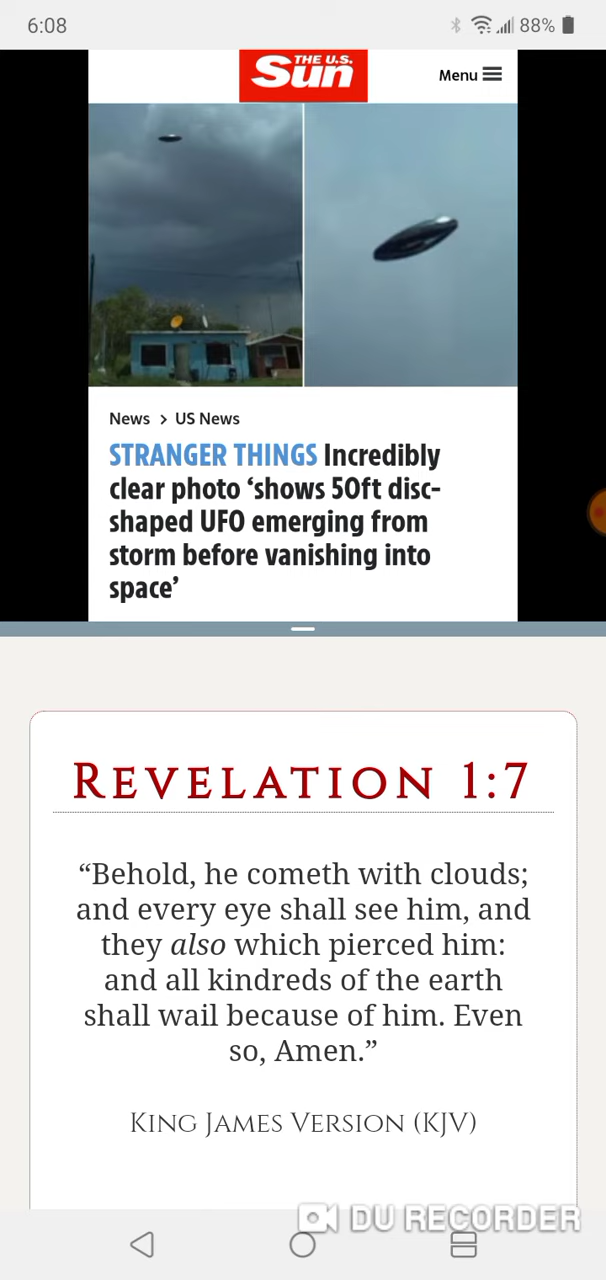 6:08 88%
THE U.S.
Sun
Menu
News > US News
STRANGER THINGS Incredibly
clear photo ‘shows 50ft disc-
shaped UFO emerging from
storm before vanishing into
space’
Revelation 1:7
“Behold, he cometh with clouds;
and every eye shall see him, and
they also which pierced him:
and all kindreds of the earth
shall wail because of him. Even
so, Amen.”
King James Version (KJV)
DU RECORDER